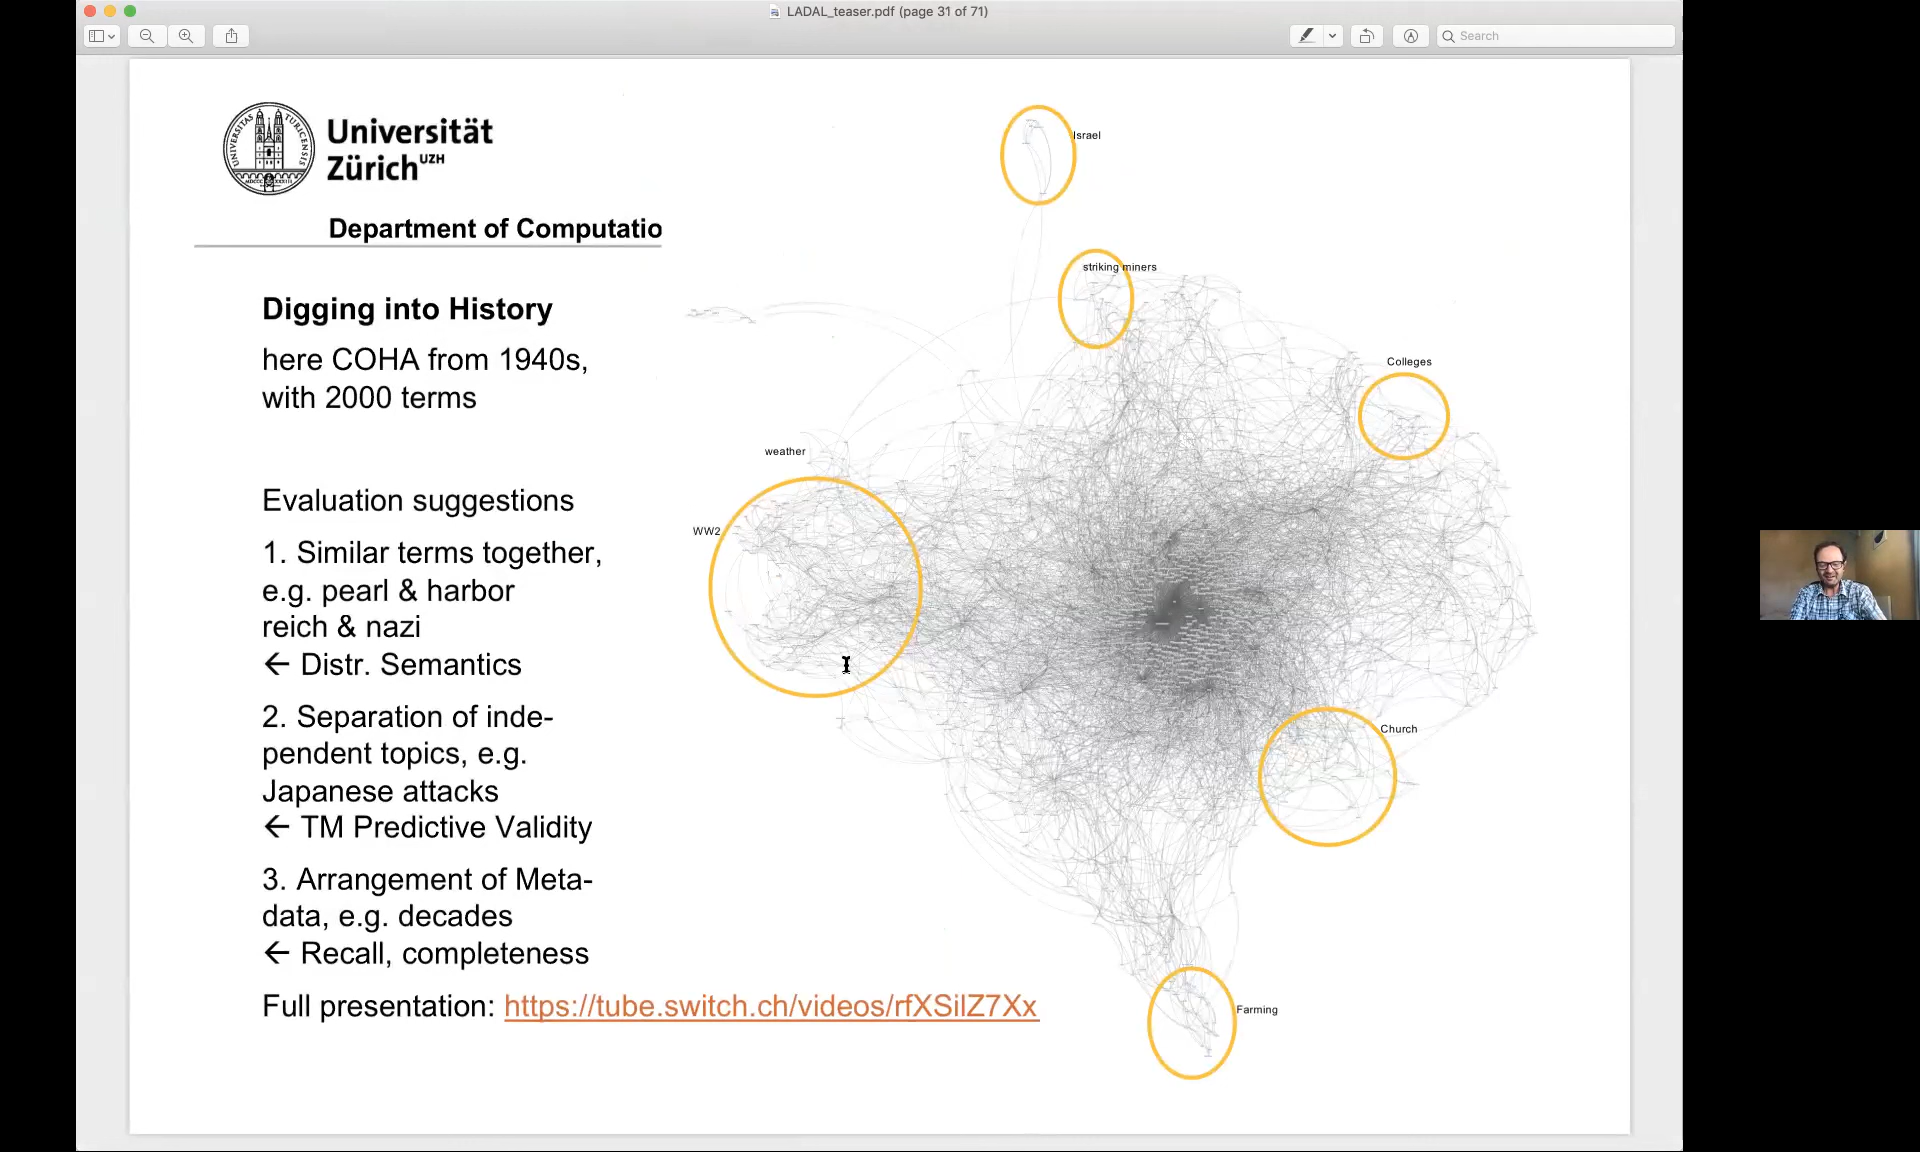 LADAL_teaser.pdf (page 31 of 71)
Search
Universität
Zürich UZH
Department of Computatio
Digging into History
here COHA from 1940s,
with 2000 terms
Evaluation suggestions
1. Similar terms together,
e.g. pearl & harbor
reich & nazi
← Distr. Semantics
2. Separation of inde-
pendent topics, e.g.
Japanese attacks
← TM Predictive Validity
3. Arrangement of Meta-
data, e.g. decades
← Recall, completeness
Full presentation: https://tube.switch.ch/videos/rfXSilZ7Xx
Israel
striking miners
Colleges
weather
WW2
Church
Farming